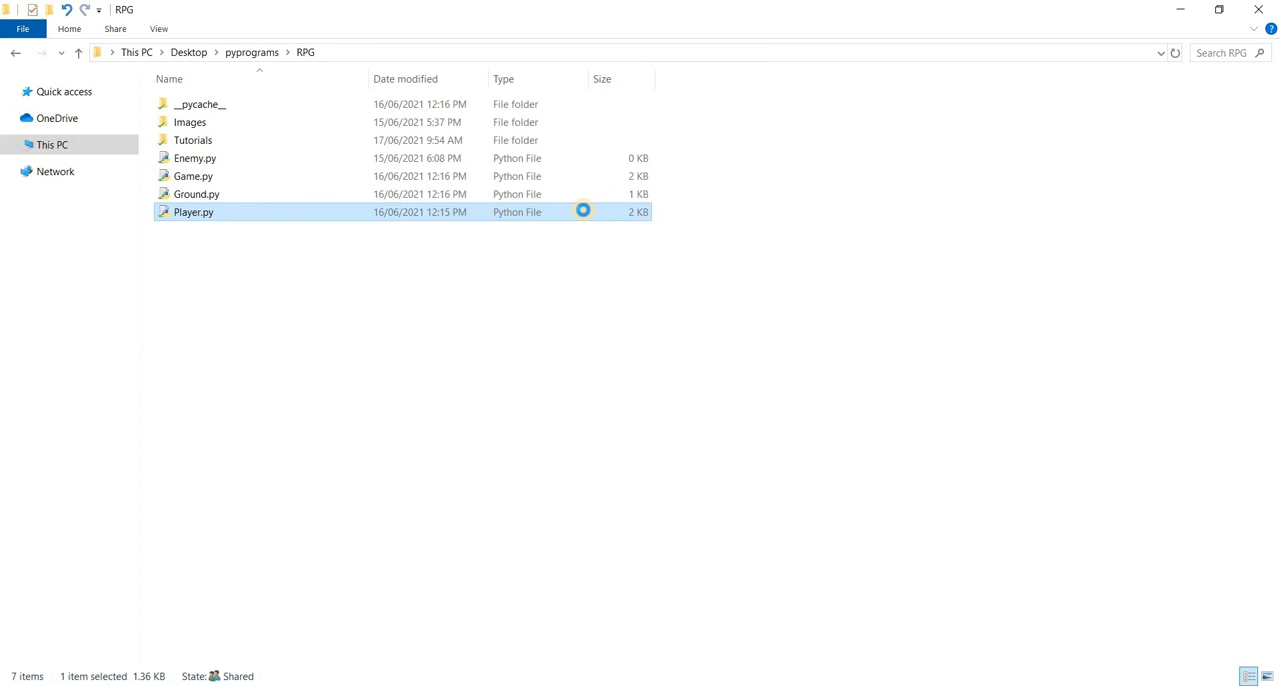 RPG
File Home Share View
This PC Desktop pyprograms RPG Search RPG
Name Date modified Type Size
Quick access
OneDrive
This PC
Network
__pycache__ 16/06/2021 12:16 PM File folder
Images 15/06/2021 5:37 PM File folder
Tutorials 17/06/2021 9:54 AM File folder
Enemy.py 15/06/2021 6:08 PM Python File 0 KB
Game.py 16/06/2021 12:16 PM Python File 2 KB
Ground.py 16/06/2021 12:16 PM Python File 1 KB
Player.py 16/06/2021 12:15 PM Python File 2 KB
7 items 1 item selected 1.36 KB State: Shared